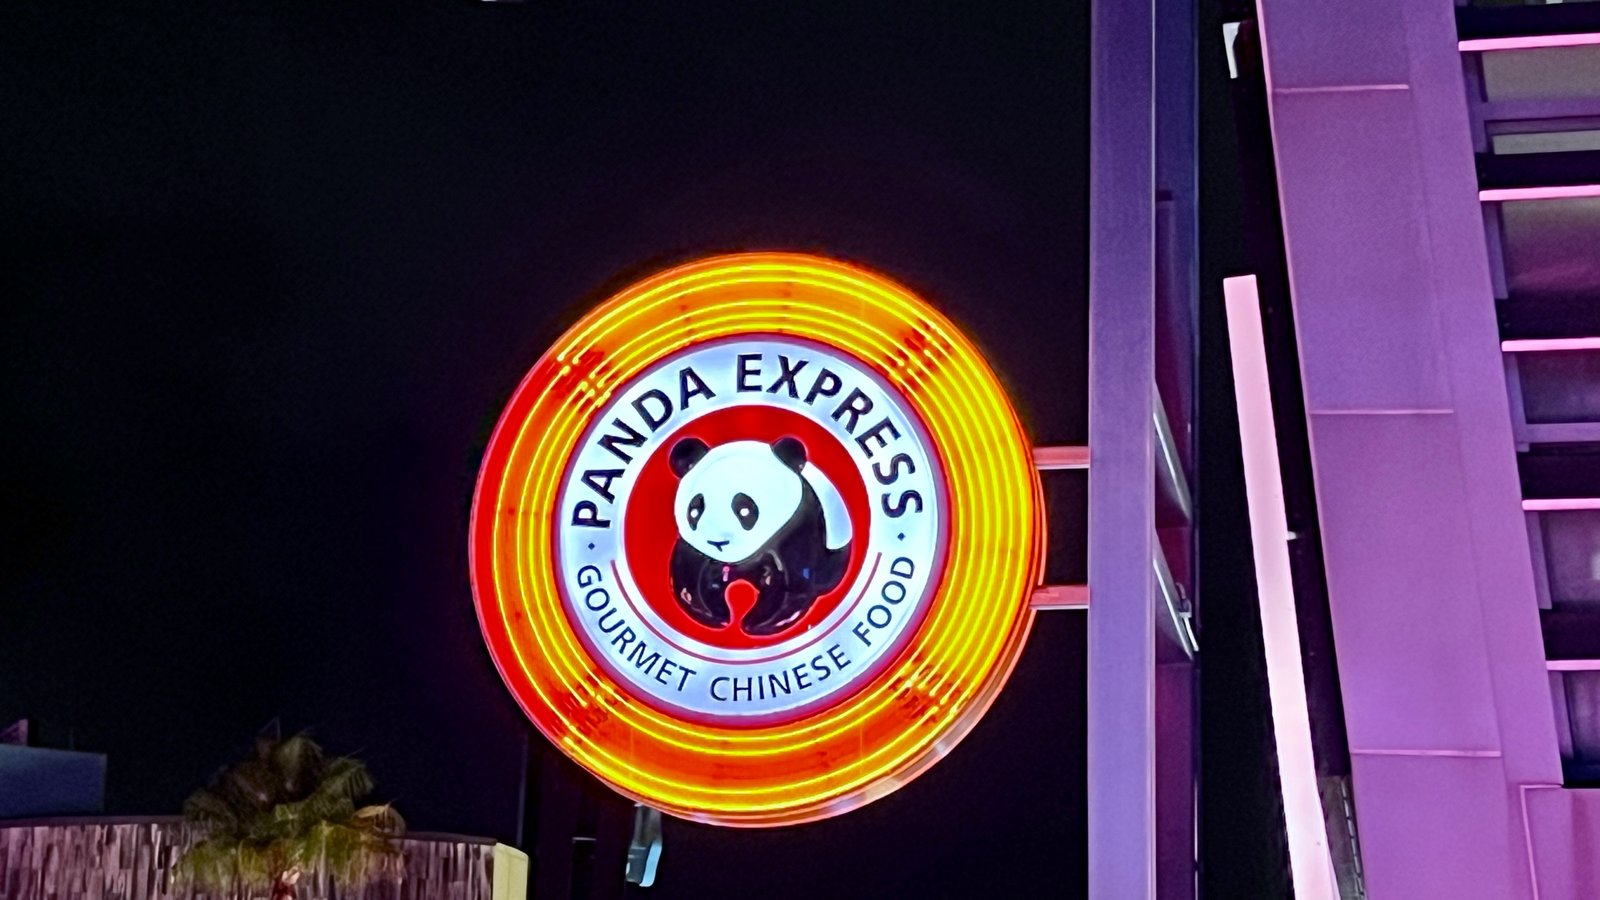 PANDA EXPRESS
· GOURMET CHINESE FOOD ·